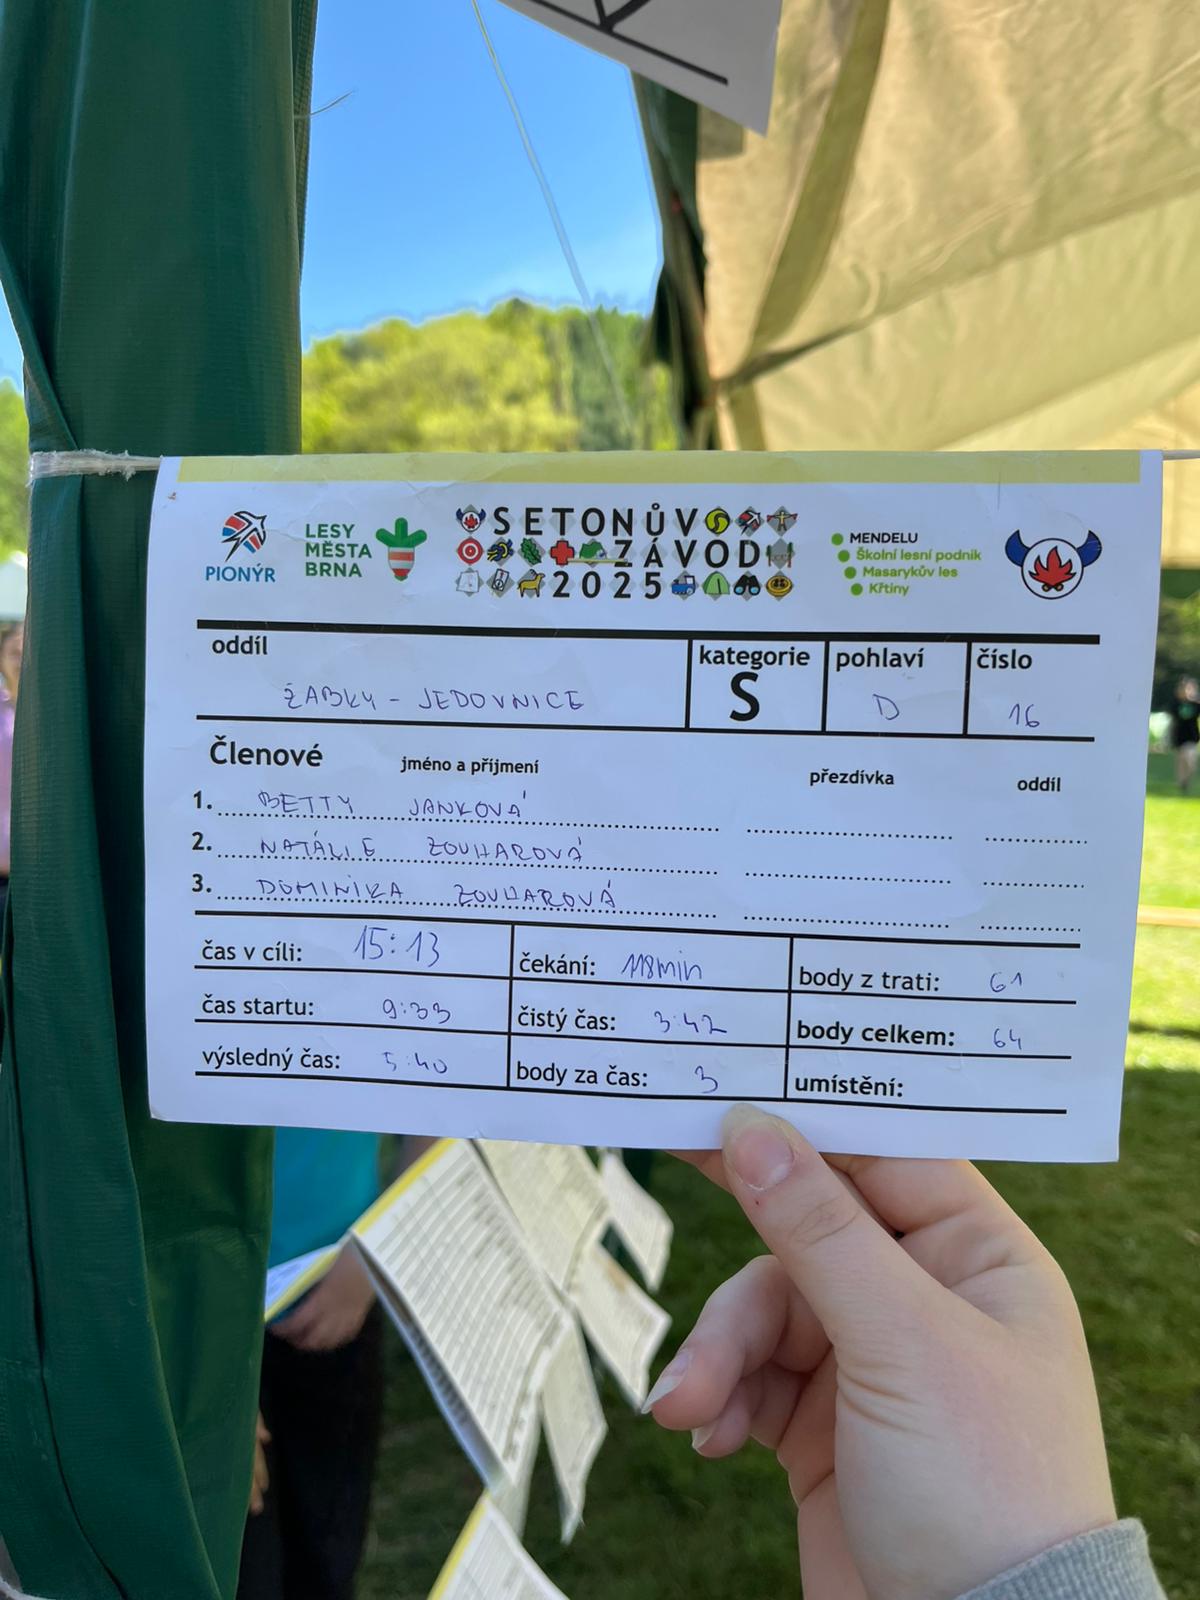 PIONÝR
LESY
MĚSTA
BRNA
SETONŮV
ZÁVOD
2025
MENDELU
Školní lesní podnik
Masarykův les
Křtiny
oddíl
ŽABKY - JEDOVNICE
kategorie
S
pohlaví
D
číslo
16
Členové jméno a příjmení přezdívka oddíl
1. BETTY JANKOVÁ
2. NATÁLIE ZOUHAROVÁ
3. DOMINIKA ZOUHAROVÁ
čas v cíli: 15:13 čekání: 118min body z trati: 61
čas startu: 9:33 čistý čas: 3:42 body celkem: 64
výsledný čas: 5:40 body za čas: 3 umístění: